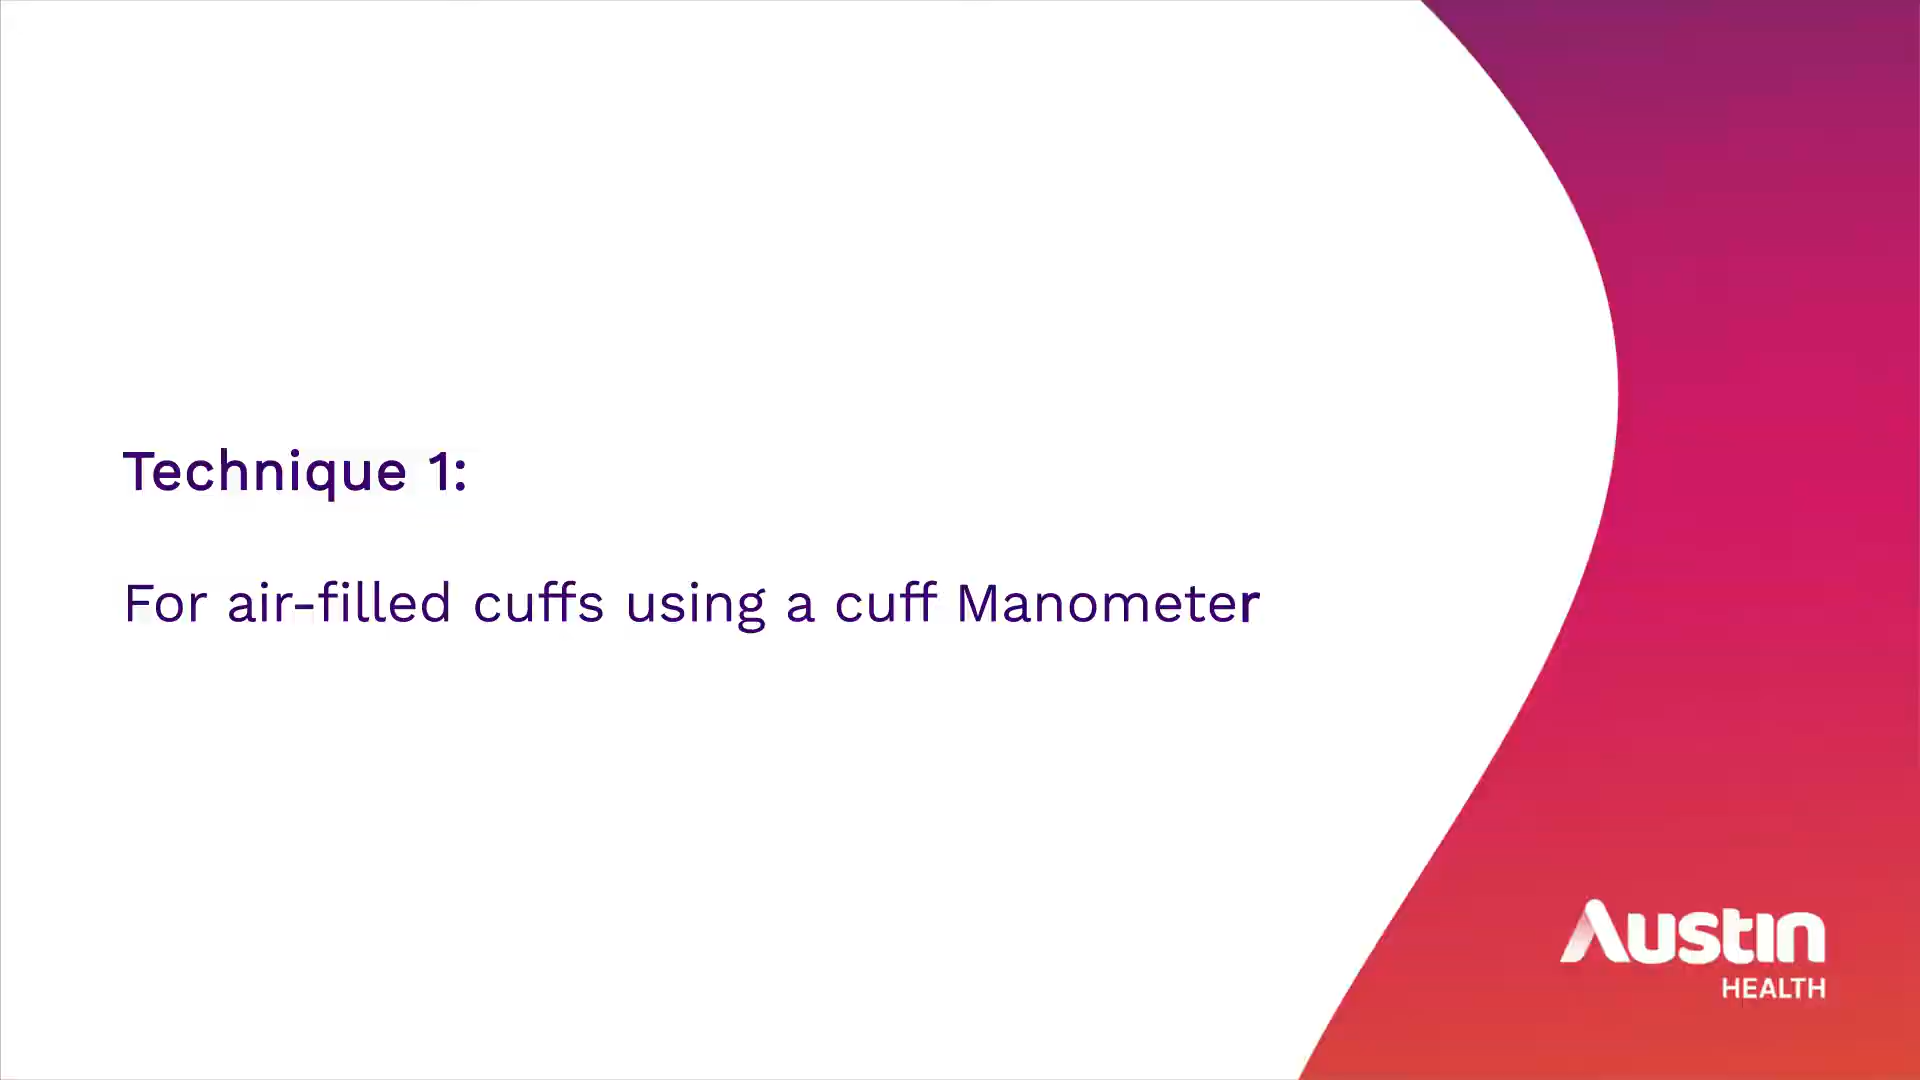 Technique 1:
For air-filled cuffs using a cuff Manometer
Austin
HEALTH